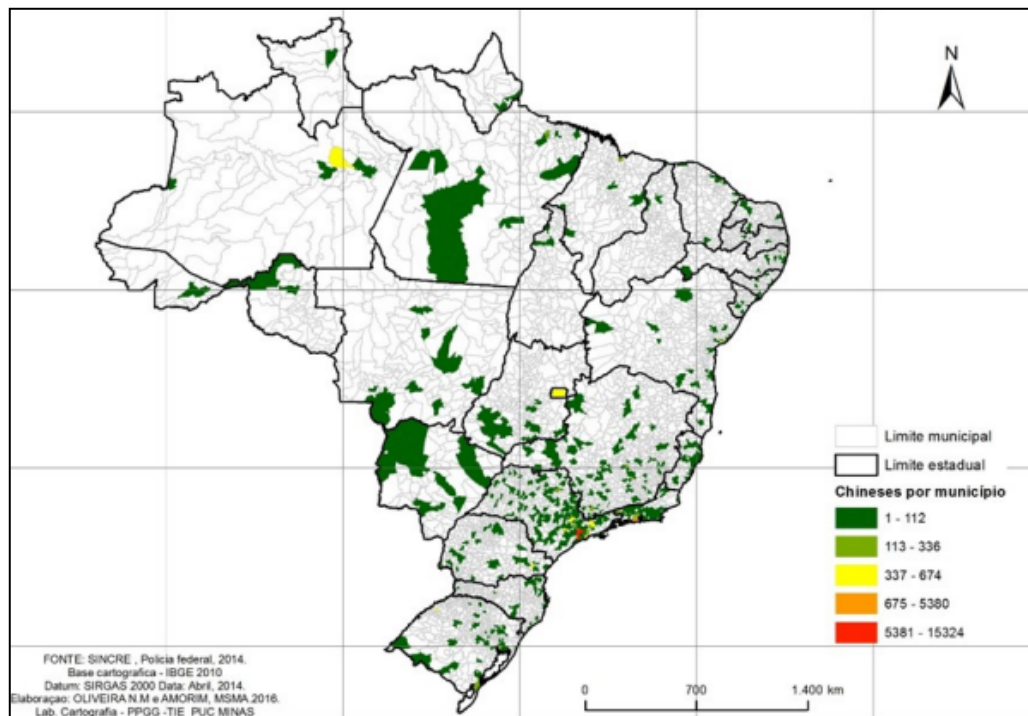 N
Limite municipal
Limite estadual
Chineses por município
1 - 112
113 - 336
337 - 674
675 - 5380
5381 - 15324
FONTE: SINCRE , Policia federal, 2014.
Base cartografica - IBGE 2010
Datum: SIRGAS 2000 Data: Abril, 2014.
Elaboraçao: OLIVEIRA N.M e AMORIM, MSMA.2016.
Lab. Cartografia - PPGG -TIE PUC MINAS
0 700 1.400 km